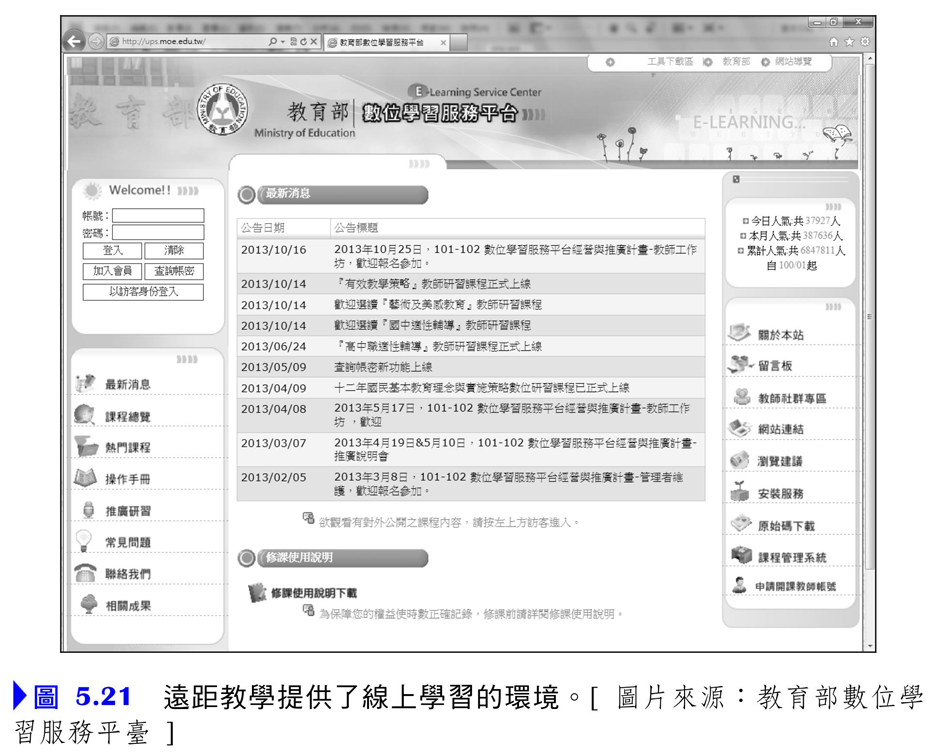 http://ups.moe.edu.tw/
教育部數位學習服務平台
工具下載區
教育部
網站導覽
教育部
E-Learning Service Center
教育部 數位學習服務平台
Ministry of Education
E-LEARNING...
Welcome!!
帳號：
密碼：
登入 清除
加入會員 查詢帳密
以訪客身份登入
最新消息
課程總覽
熱門課程
操作手冊
推廣研習
常見問題
聯絡我們
相關成果
最新消息
公告日期 公告標題
2013/10/16 2013年10月25日，101-102 數位學習服務平台經營與推廣計畫-教師工作
坊，歡迎報名參加。
2013/10/14 『有效教學策略』教師研習課程正式上線
2013/10/14 歡迎選讀『藝術及美感教育』教師研習課程
2013/10/14 歡迎選讀『國中適性輔導』教師研習課程
2013/06/24 『高中職適性輔導』教師研習課程正式上線
2013/05/09 查詢帳密新功能上線
2013/04/09 十二年國民基本教育理念與實施策略數位研習課程已正式上線
2013/04/08 2013年5月17日，101-102 數位學習服務平台經營與推廣計畫-教師工作
坊 ，歡迎
2013/03/07 2013年4月19日&5月10日，101-102 數位學習服務平台經營與推廣計畫-
推廣說明會
2013/02/05 2013年3月8日，101-102 數位學習服務平台經營與推廣計畫-管理者維
護，歡迎報名參加。
欲觀看有對外公開之課程內容，請按左上方訪客進入。
修課使用說明
修課使用說明下載
為保障您的權益使時數正確記錄，修課前請詳閱修課使用說明。
今日人氣:共 37927人
本月人氣:共 387636人
累計人氣:共 6847811人
自 100/01起
關於本站
留言板
教師社群專區
網站連結
瀏覽建議
安裝服務
原始碼下載
課程管理系統
申請開課教師帳號
圖 5.21 遠距教學提供了線上學習的環境。[ 圖片來源：教育部數位學
習服務平臺 ]